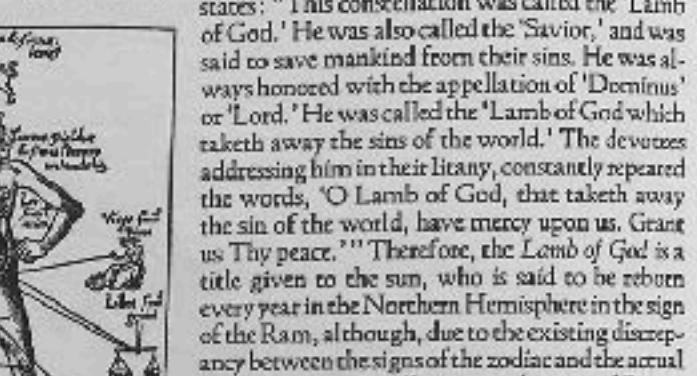 states: "This constellation was called the 'Lamb
of God.' He was also called the 'Savior,' and was
said to save mankind from their sins. He was al-
ways honored with the appellation of 'Dominus'
or 'Lord.' He was called the 'Lamb of God which
taketh away the sins of the world.' The devotees
addressing him in their litany, constantly repeated
the words, 'O Lamb of God, that taketh away
the sin of the world, have mercy upon us. Grant
us Thy peace.'" Therefore, the Lamb of God is a
title given to the sun, who is said to be reborn
every year in the Northern Hemisphere in the sign
of the Ram, although, due to the existing discrep-
ancy between the signs of the zodiac and the actual